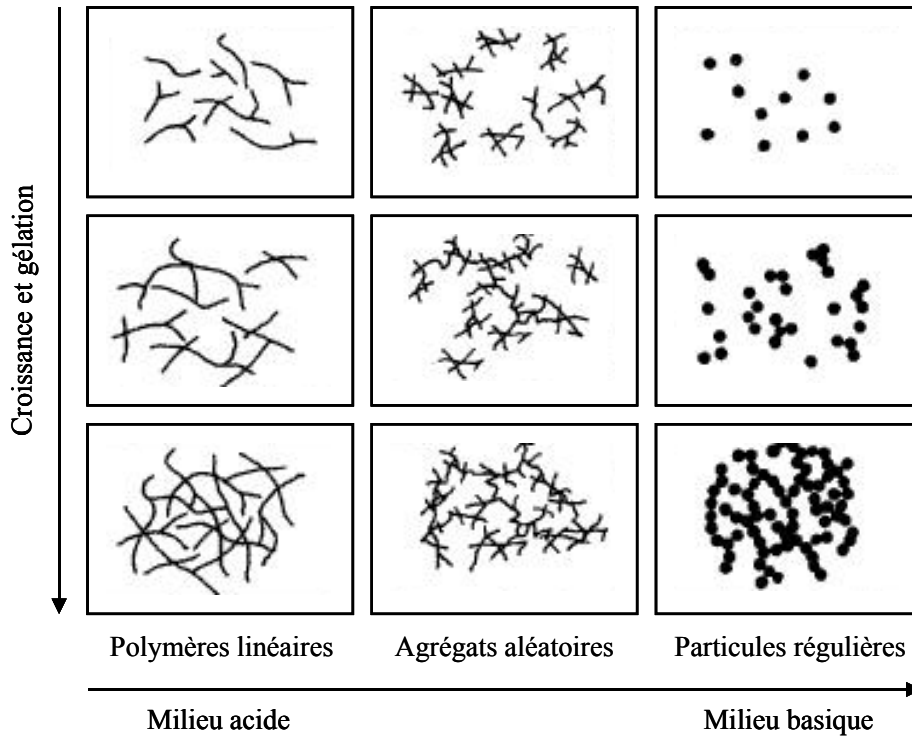 Croissance et gélation
Polymères linéaires
Agrégats aléatoires
Particules régulières
Milieu acide
Milieu basique